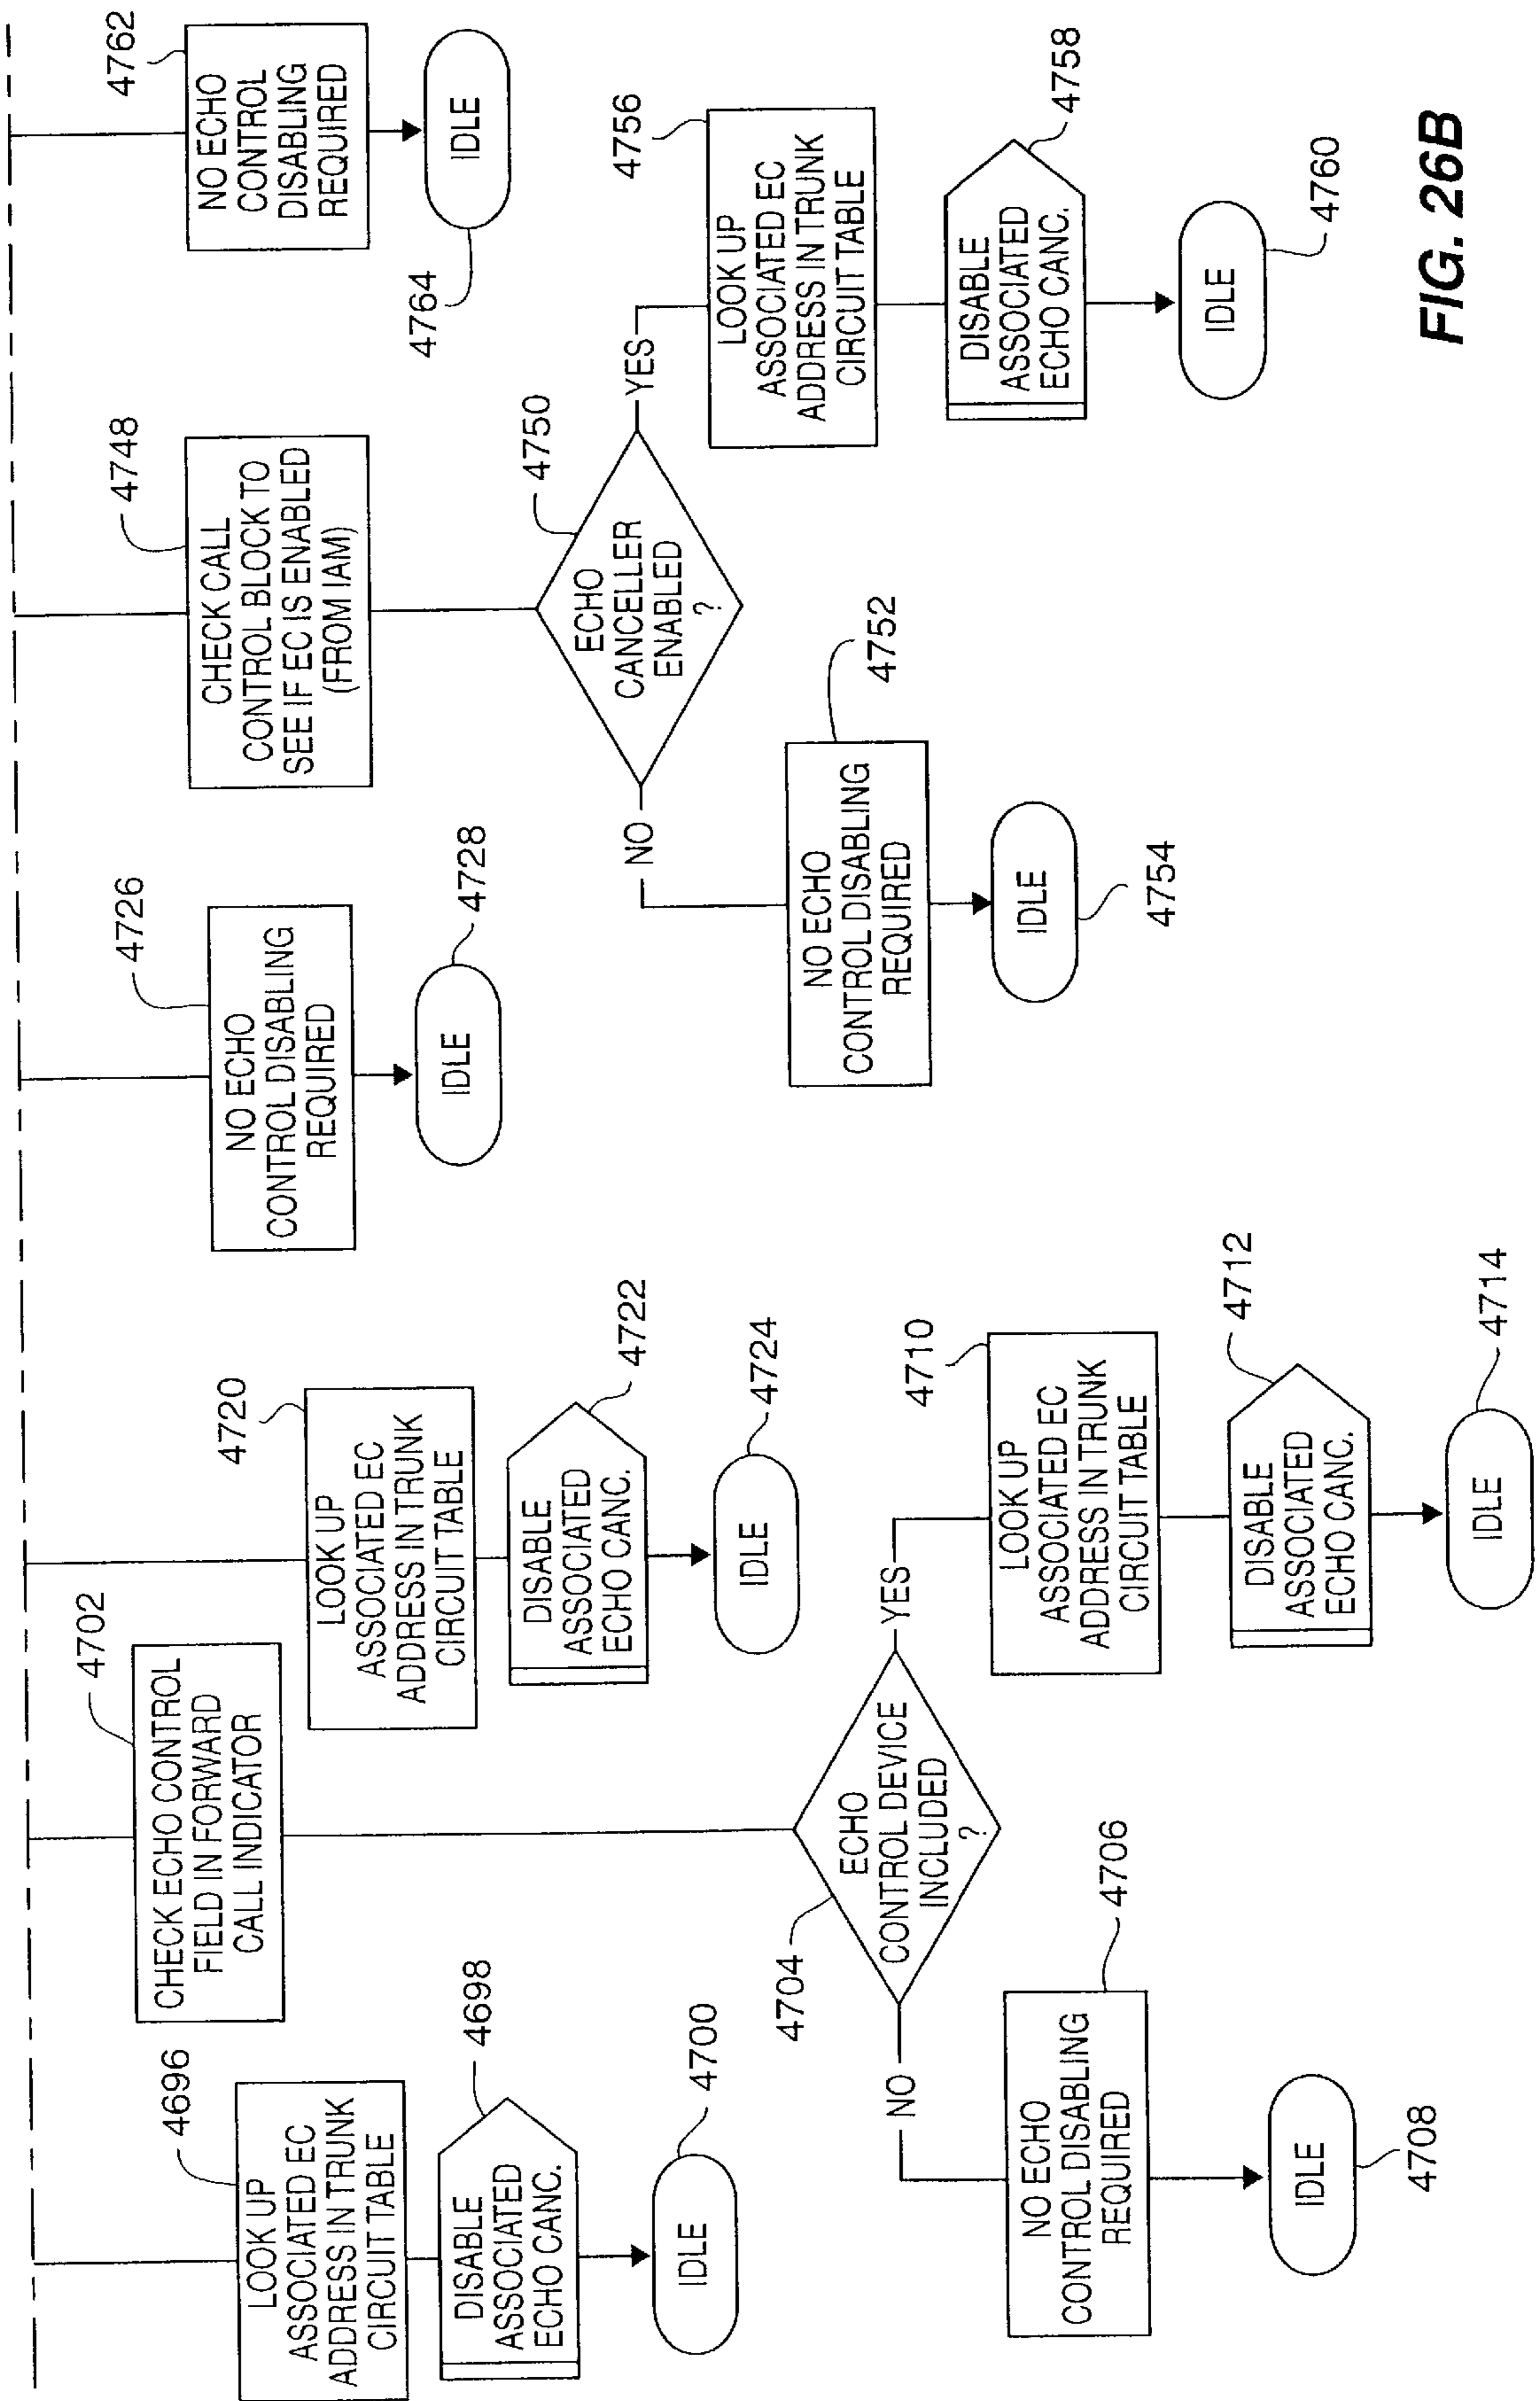 4696
LOOK UP
ASSOCIATED EC
ADDRESS IN TRUNK
CIRCUIT TABLE
4698
DISABLE
ASSOCIATED
ECHO CANC.
4700
IDLE
4702
CHECK ECHO CONTROL
FIELD IN FORWARD
CALL INDICATOR
4704
ECHO
CONTROL DEVICE
INCLUDED
?
NO
YES
4706
NO ECHO
CONTROL DISABLING
REQUIRED
IDLE
4708
4710
LOOK UP
ASSOCIATED EC
ADDRESS IN TRUNK
CIRCUIT TABLE
4712
DISABLE
ASSOCIATED
ECHO CANC.
4714
IDLE
4720
LOOK UP
ASSOCIATED EC
ADDRESS IN TRUNK
CIRCUIT TABLE
4722
DISABLE
ASSOCIATED
ECHO CANC.
4724
IDLE
4726
NO ECHO
CONTROL DISABLING
REQUIRED
4728
IDLE
4748
CHECK CALL
CONTROL BLOCK TO
SEE IF EC IS ENABLED
(FROM IAM)
4750
ECHO
CANCELLER
ENABLED
?
NO
YES
4752
NO ECHO
CONTROL DISABLING
REQUIRED
IDLE
4754
4756
LOOK UP
ASSOCIATED EC
ADDRESS IN TRUNK
CIRCUIT TABLE
4758
DISABLE
ASSOCIATED
ECHO CANC.
IDLE
4760
4762
NO ECHO
CONTROL
DISABLING
REQUIRED
IDLE
4764
FIG. 26B